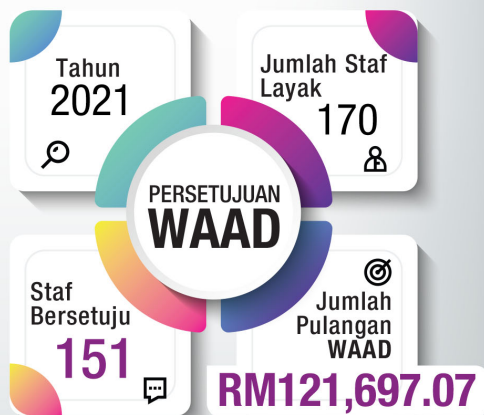 Tahun
2021
Jumlah Staf
Layak
170
PERSETUJUAN
WAAD
Staf
Bersetuju
151
Jumlah
Pulangan
WAAD
RM121,697.07